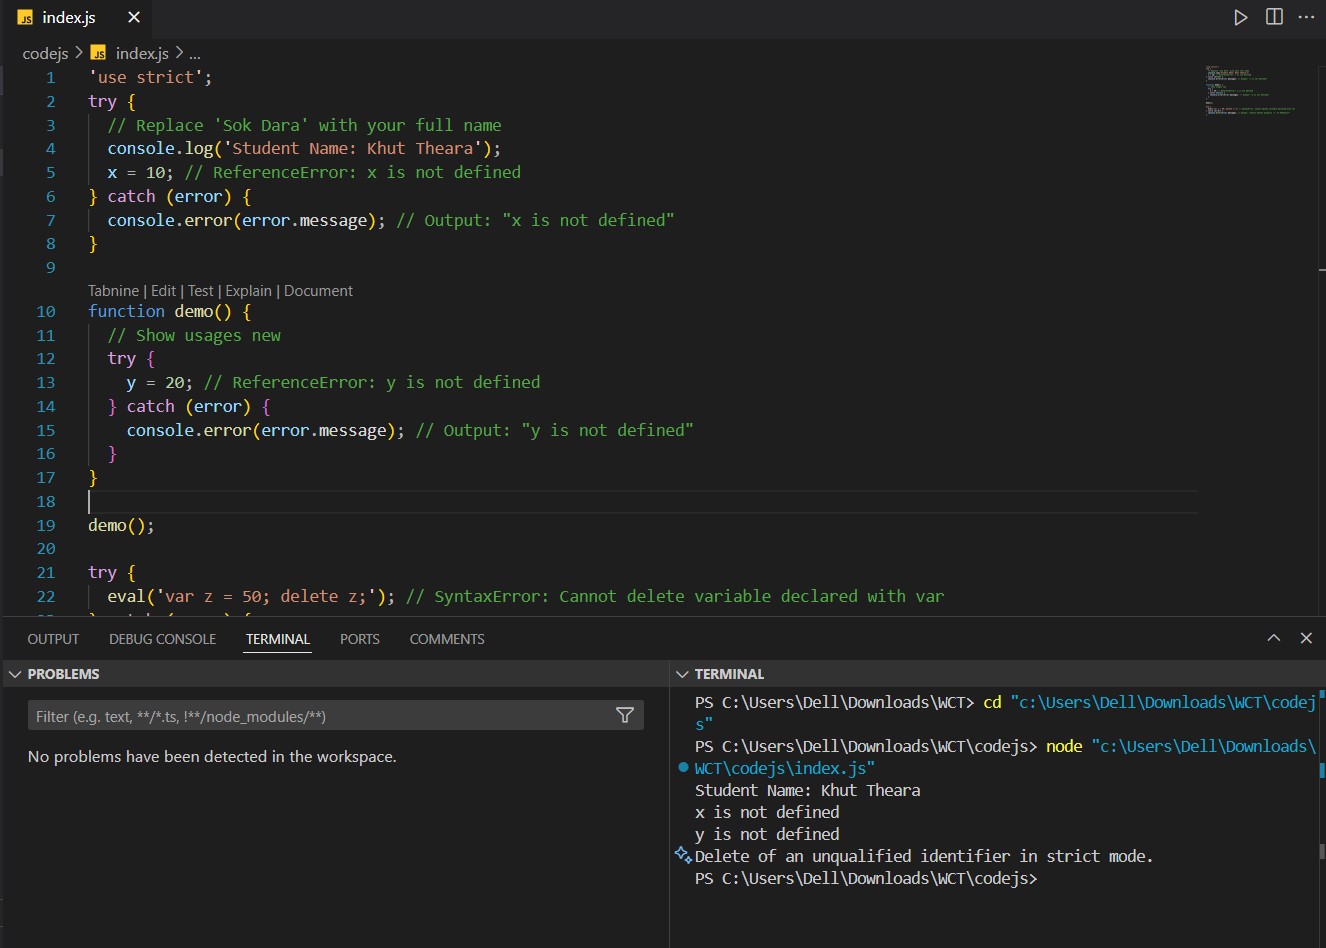 JS index.js
codejs > JS index.js > ...
1 'use strict';
2 try {
3 // Replace 'Sok Dara' with your full name
4 console.log('Student Name: Khut Theara');
5 x = 10; // ReferenceError: x is not defined
6 } catch (error) {
7 console.error(error.message); // Output: "x is not defined"
8 }
9
Tabnine | Edit | Test | Explain | Document
10 function demo() {
11 // Show usages new
12 try {
13 y = 20; // ReferenceError: y is not defined
14 } catch (error) {
15 console.error(error.message); // Output: "y is not defined"
16 }
17 }
18
19 demo();
20
21 try {
22 eval('var z = 50; delete z;'); // SyntaxError: Cannot delete variable declared with var
OUTPUT DEBUG CONSOLE TERMINAL PORTS COMMENTS
PROBLEMS
Filter (e.g. text, **/*.ts, !**/node_modules/**)
No problems have been detected in the workspace.
TERMINAL
PS C:\Users\Dell\Downloads\WCT> cd "c:\Users\Dell\Downloads\WCT\codej
s"
PS C:\Users\Dell\Downloads\WCT\codejs> node "c:\Users\Dell\Downloads\
WCT\codejs\index.js"
Student Name: Khut Theara
x is not defined
y is not defined
Delete of an unqualified identifier in strict mode.
PS C:\Users\Dell\Downloads\WCT\codejs>